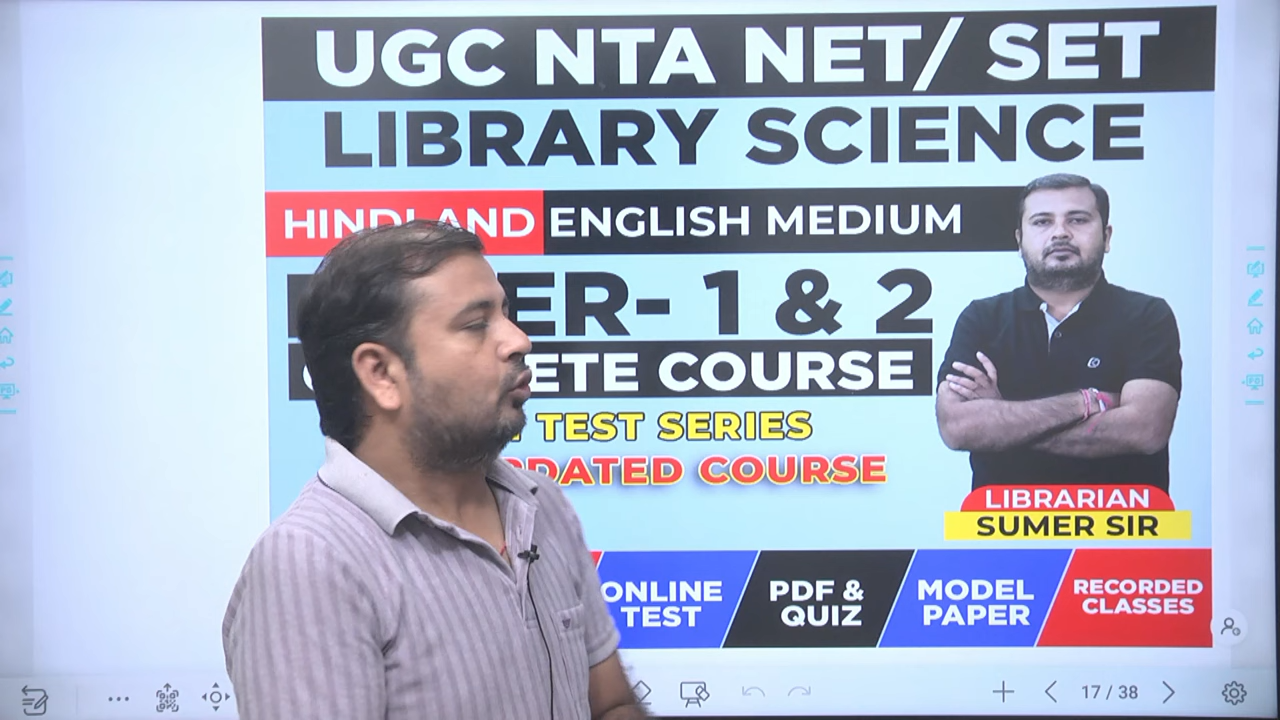 UGC NTA NET/ SET
LIBRARY SCIENCE
HINDI AND ENGLISH MEDIUM
1 & 2
COURSE
TEST SERIES
COURSE
LIBRARIAN
SUMER SIR
ONLINE TEST
PDF & QUIZ
MODEL PAPER
RECORDED CLASSES
17 / 38